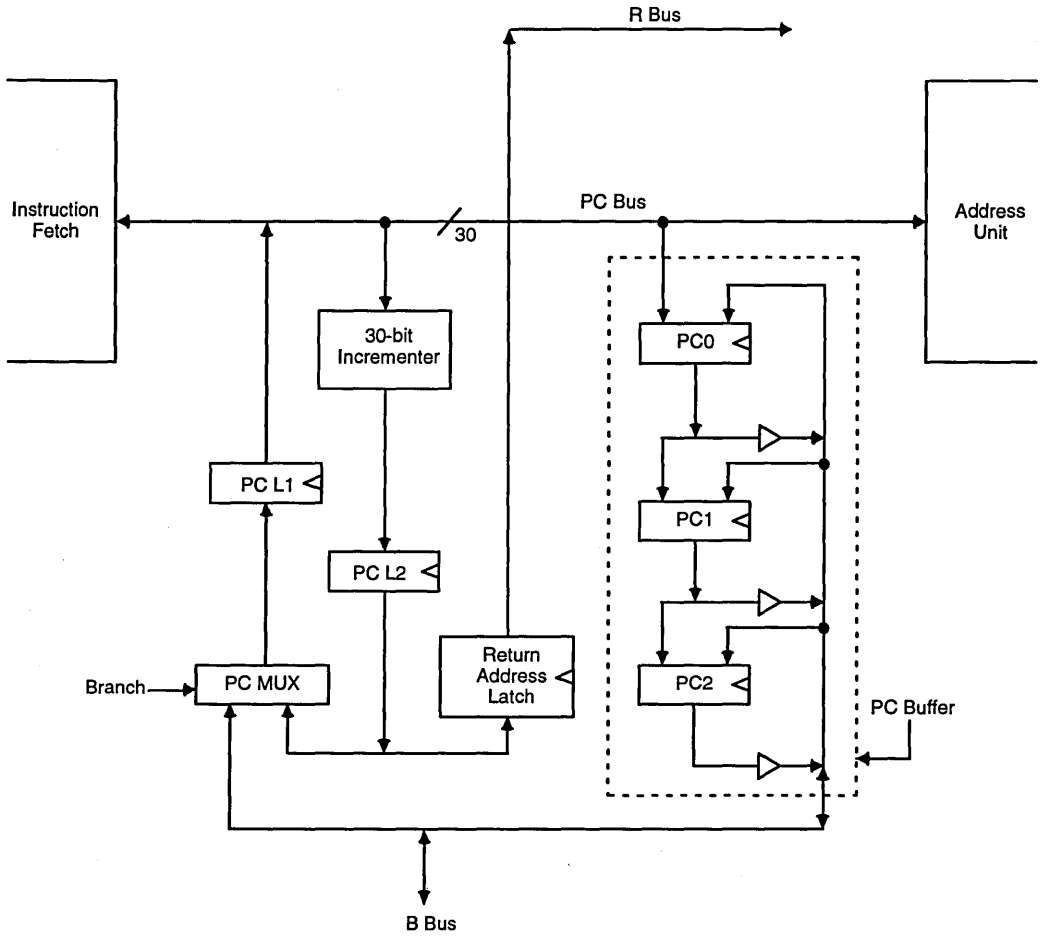 R Bus
Instruction
Fetch
PC Bus
30
Address
Unit
30-bit
Incrementer
PC0
PC L1
PC1
PC L2
Return
Address
Latch
Branch
PC MUX
PC2
PC Buffer
B Bus